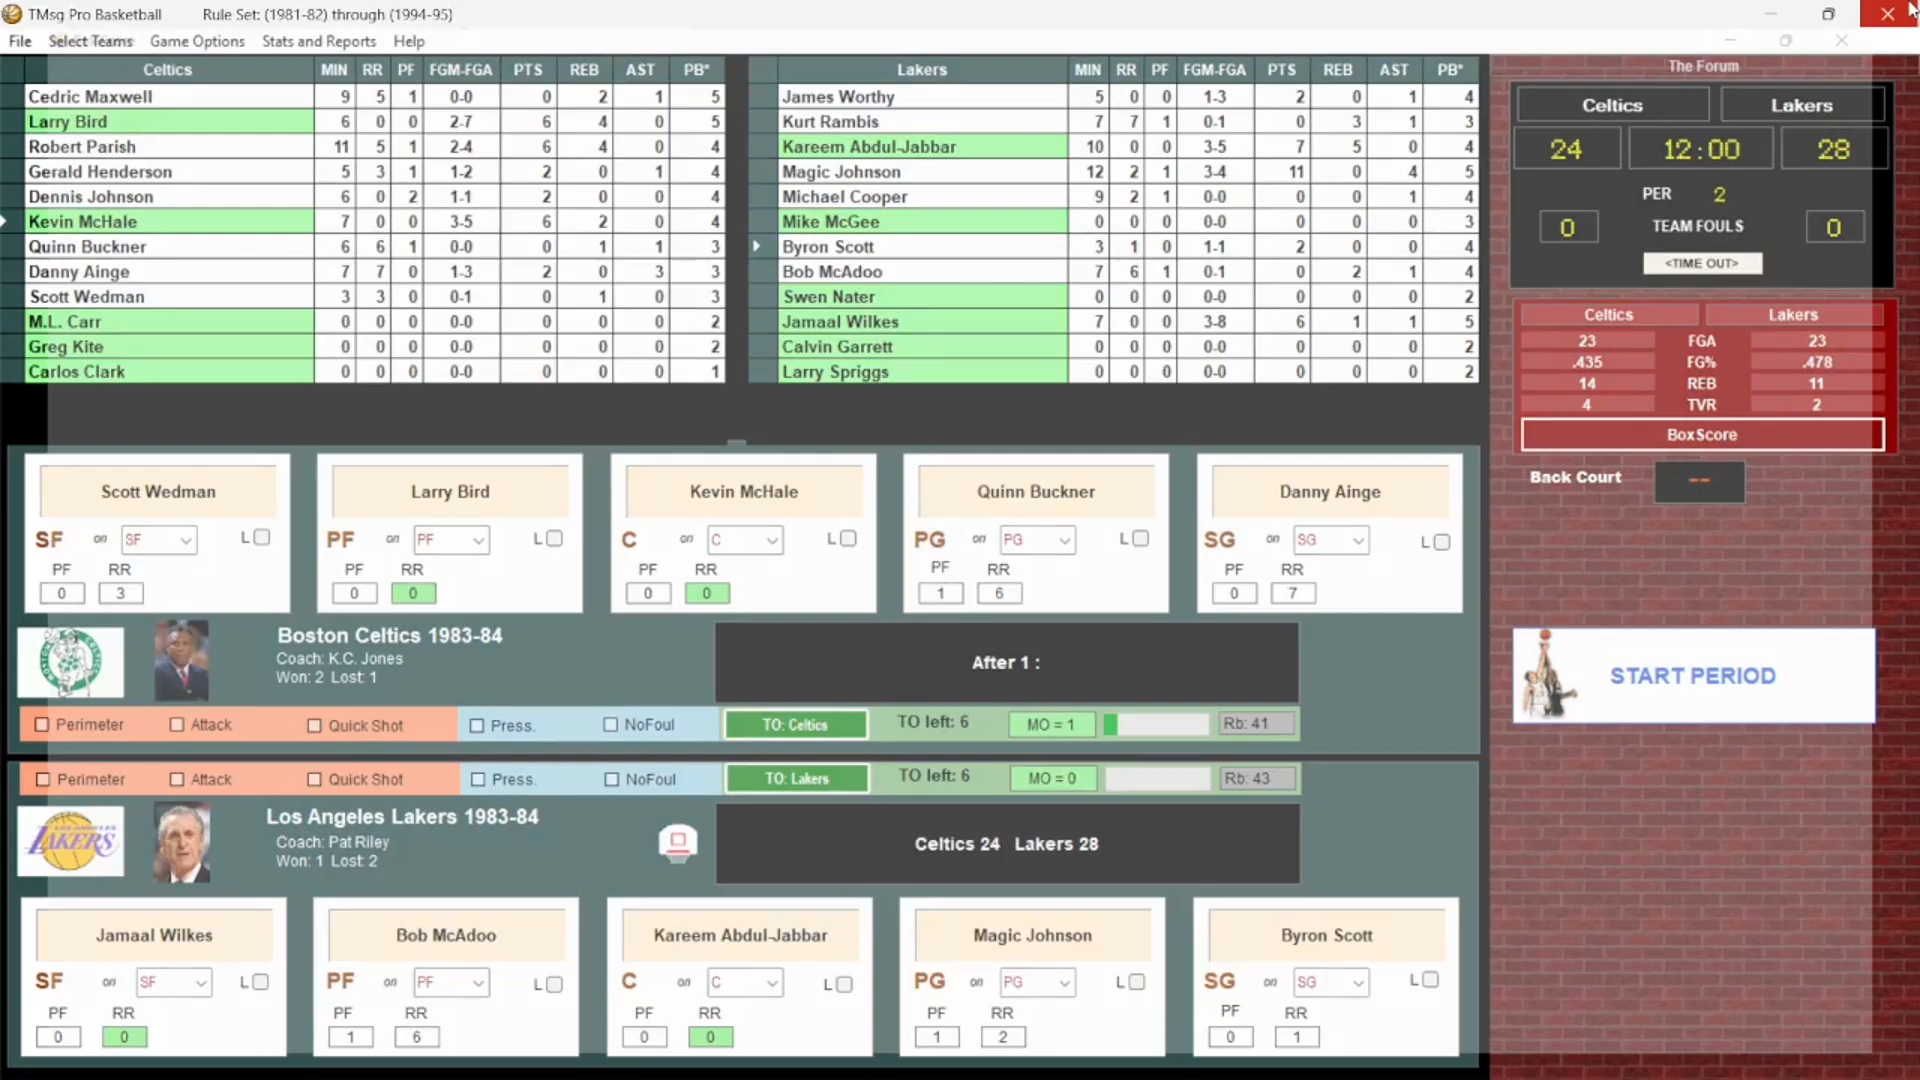 TMsg Pro Basketball Rule Set: (1981-82) through (1994-95)
File Select Teams Game Options Stats and Reports Help
Celtics MIN RR PF FGM-FGA PTS REB AST PB*
Cedric Maxwell 9 5 1 0-0 0 2 1 5
Larry Bird 6 0 0 2-7 6 4 0 5
Robert Parish 11 5 1 2-4 6 4 0 4
Gerald Henderson 5 3 1 1-2 2 0 1 4
Dennis Johnson 6 0 2 1-1 2 0 0 4
Kevin McHale 7 0 0 3-5 6 2 0 4
Quinn Buckner 6 6 1 0-0 0 1 1 3
Danny Ainge 7 7 0 1-3 2 0 3 3
Scott Wedman 3 3 0 0-1 0 1 0 3
M.L. Carr 0 0 0 0-0 0 0 0 2
Greg Kite 0 0 0 0-0 0 0 0 2
Carlos Clark 0 0 0 0-0 0 0 0 1
Lakers MIN RR PF FGM-FGA PTS REB AST PB*
James Worthy 5 0 0 1-3 2 0 1 4
Kurt Rambis 7 7 1 0-1 0 3 1 3
Kareem Abdul-Jabbar 10 0 0 3-5 7 5 0 4
Magic Johnson 12 2 1 3-4 11 0 4 5
Michael Cooper 9 2 1 0-0 0 0 1 4
Mike McGee 0 0 0 0-0 0 0 0 3
Byron Scott 3 1 0 1-1 2 0 0 4
Bob McAdoo 7 6 1 0-1 0 2 1 4
Swen Nater 0 0 0 0-0 0 0 0 2
Jamaal Wilkes 7 0 0 3-8 6 1 1 5
Calvin Garrett 0 0 0 0-0 0 0 0 2
Larry Spriggs 0 0 0 0-0 0 0 0 2
The Forum
Celtics Lakers
24 12:00 28
PER 2
0 TEAM FOULS 0
<TIME OUT>
Celtics Lakers
23 FGA 23
.435 FG% .478
14 REB 11
4 TVR 2
BoxScore
Back Court --
START PERIOD
Scott Wedman Larry Bird Kevin McHale Quinn Buckner Danny Ainge
SF on SF L PF on PF L C on C L PG on PG L SG on SG L
PF RR PF RR PF RR PF RR PF RR
0 3 0 0 0 0 1 6 0 7
Boston Celtics 1983-84
Coach: K.C. Jones
Won: 2 Lost: 1
After 1 :
Perimeter Attack Quick Shot Press. NoFoul TO: Celtics TO left: 6 MO = 1 Rb: 41
Perimeter Attack Quick Shot Press. NoFoul TO: Lakers TO left: 6 MO = 0 Rb: 43
LAKERS
Los Angeles Lakers 1983-84
Coach: Pat Riley
Won: 1 Lost: 2
Celtics 24 Lakers 28
Jamaal Wilkes Bob McAdoo Kareem Abdul-Jabbar Magic Johnson Byron Scott
SF on SF L PF on PF L C on C L PG on PG L SG on SG L
PF RR PF RR PF RR PF RR PF RR
0 0 1 6 0 0 1 2 0 1